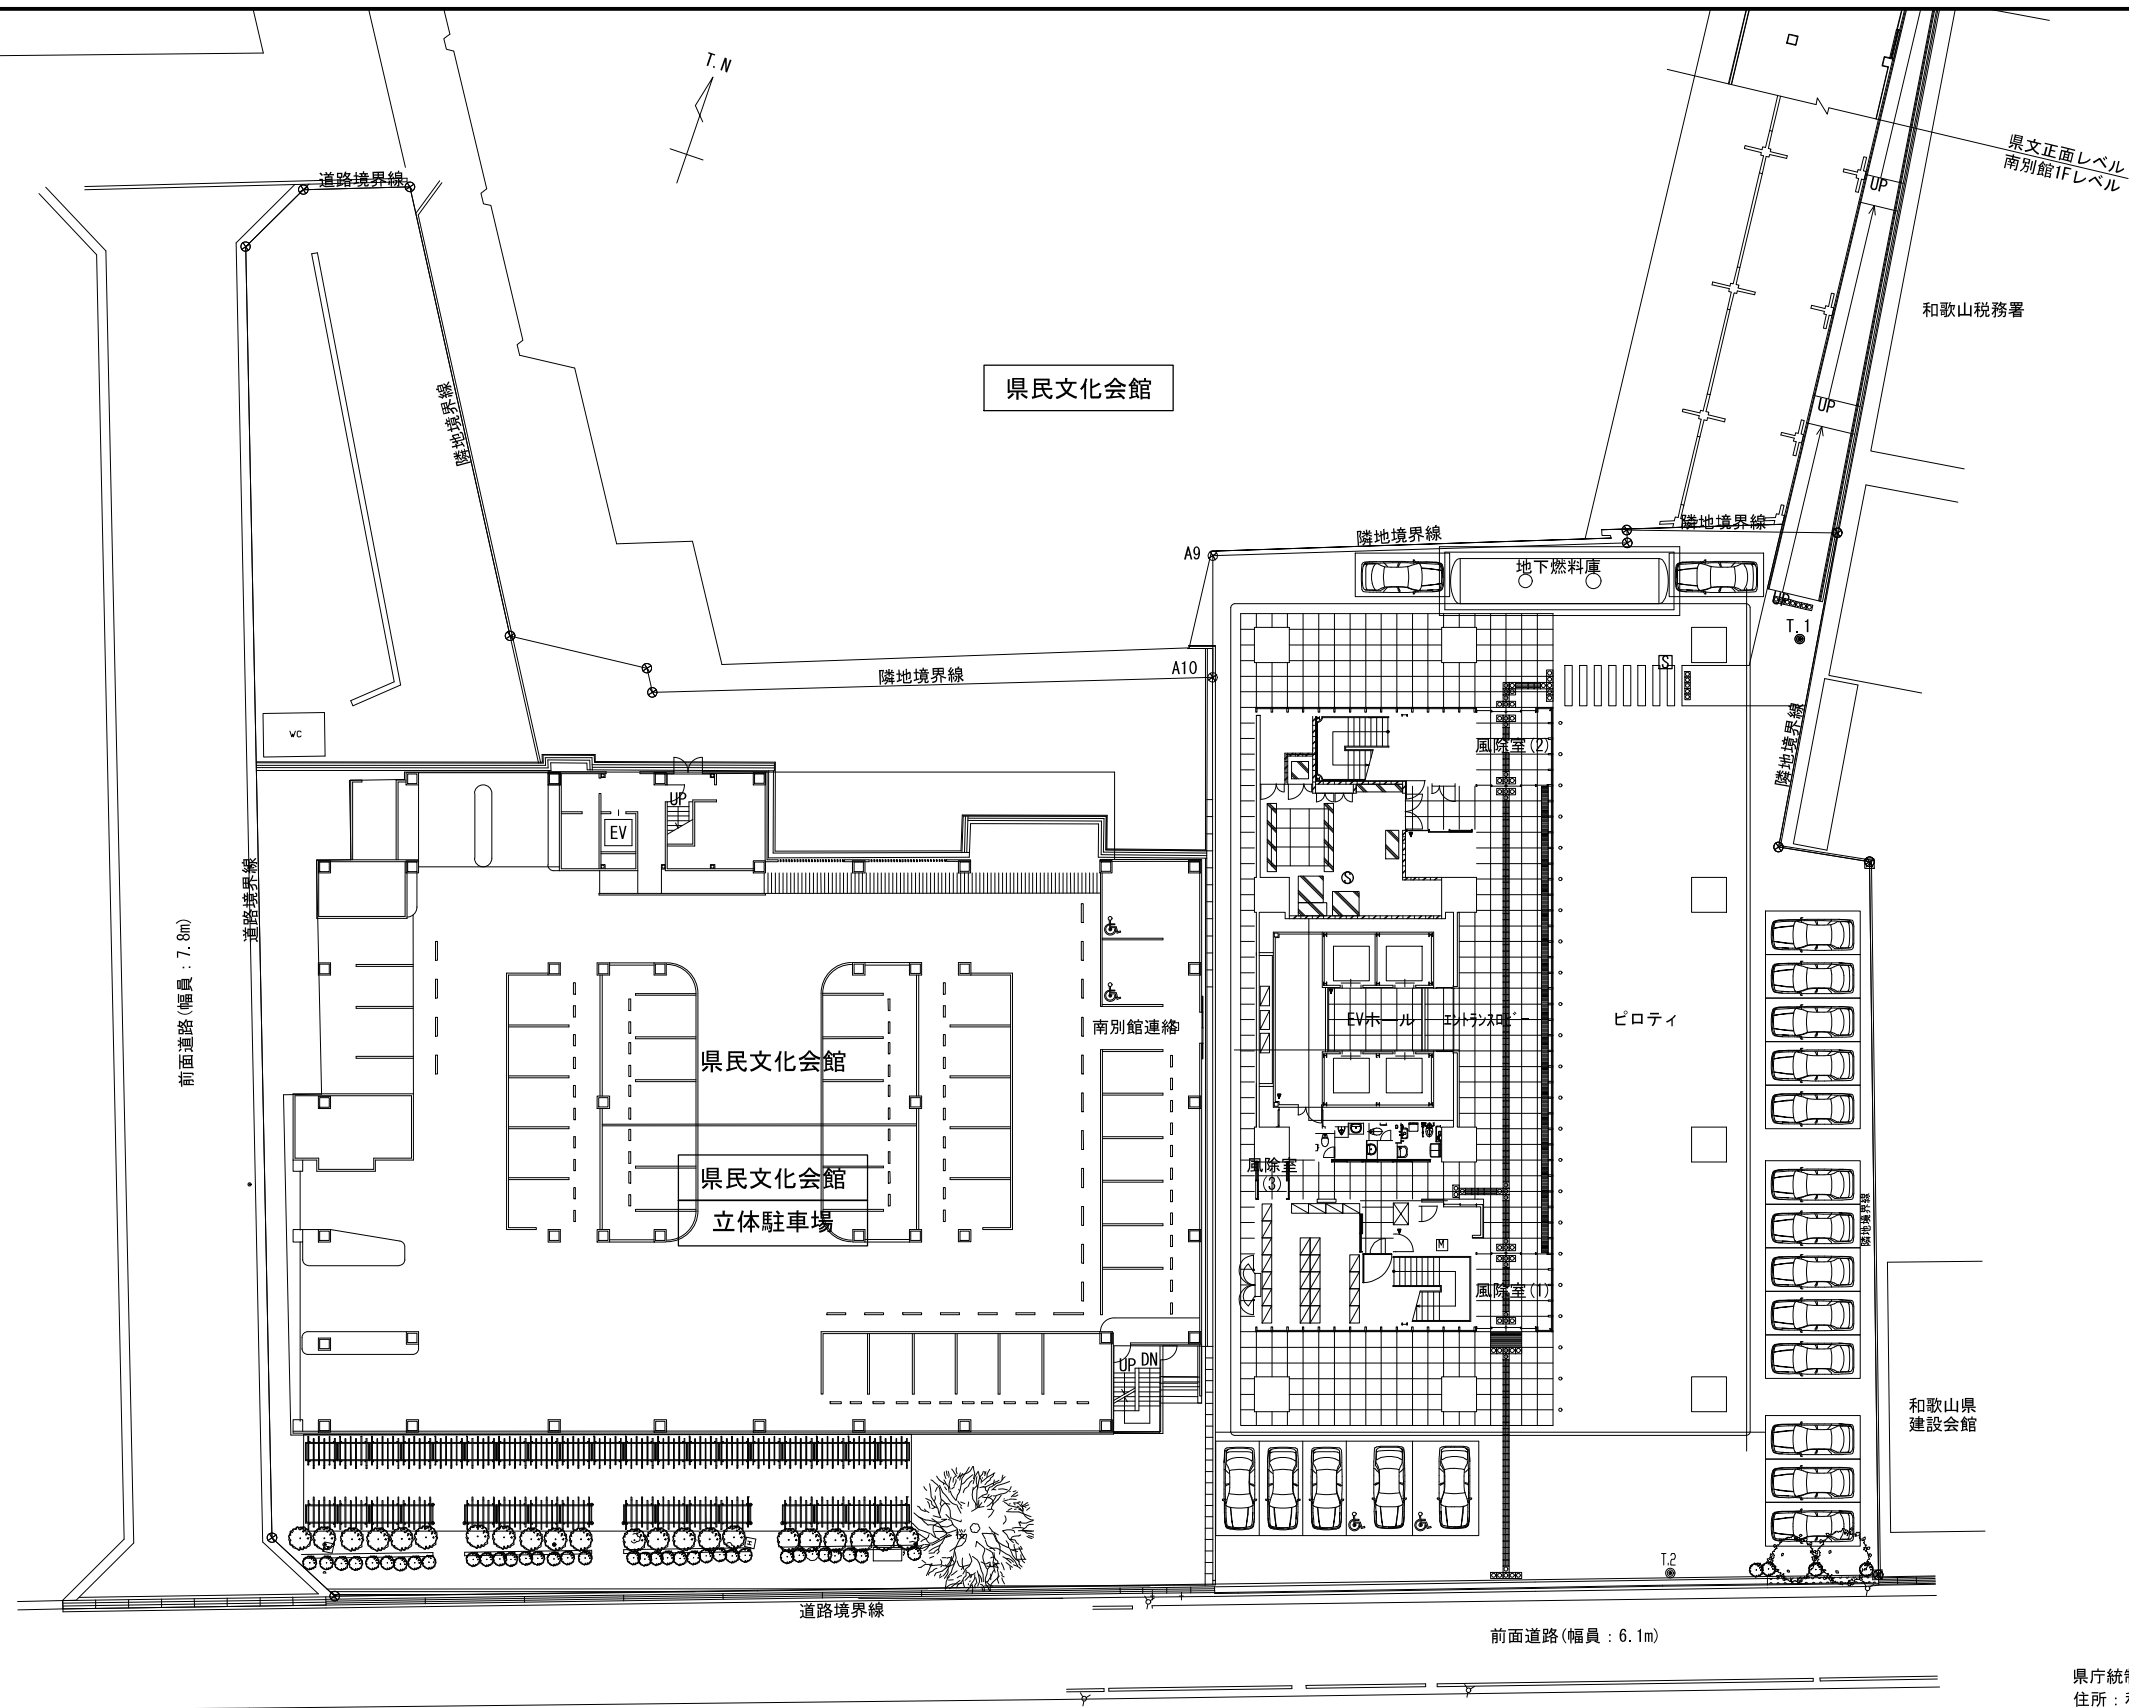 T.N
県文正面レベル
南別館1Fレベル
道路境界線
UP
和歌山税務署
県民文化会館
隣地境界線
UP
隣地境界線
隣地境界線
A9
地下燃料庫
UP
T.1
隣地境界線
A10
S
隣地境界線
WC
風除室(2)
UP
EV
S
道路境界線
前面道路(幅員：7.8m)
南別館連絡
EVホール
エントランスロビー
ピロティ
県民文化会館
県民文化会館
立体駐車場
風除室
(3)
隣地境界線
M
風除室(1)
UP
DN
和歌山県
建設会館
H
T.2
道路境界線
前面道路(幅員：6.1m)
県庁統
住所：